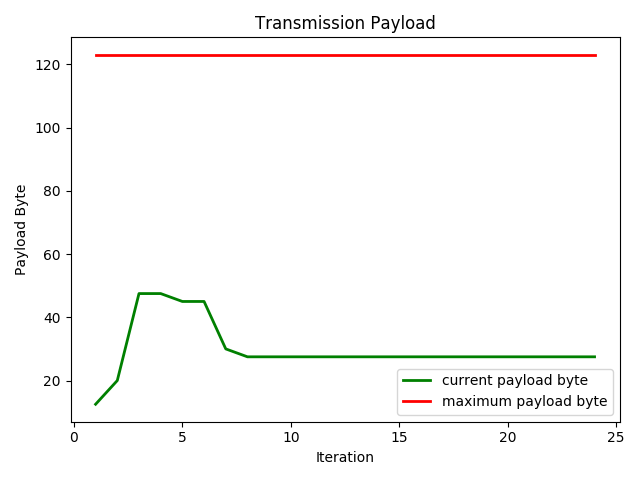 Transmission Payload
120
100
80
60
40
20
Payload Byte
current payload byte
maximum payload byte
0 5 10 15 20 25
Iteration